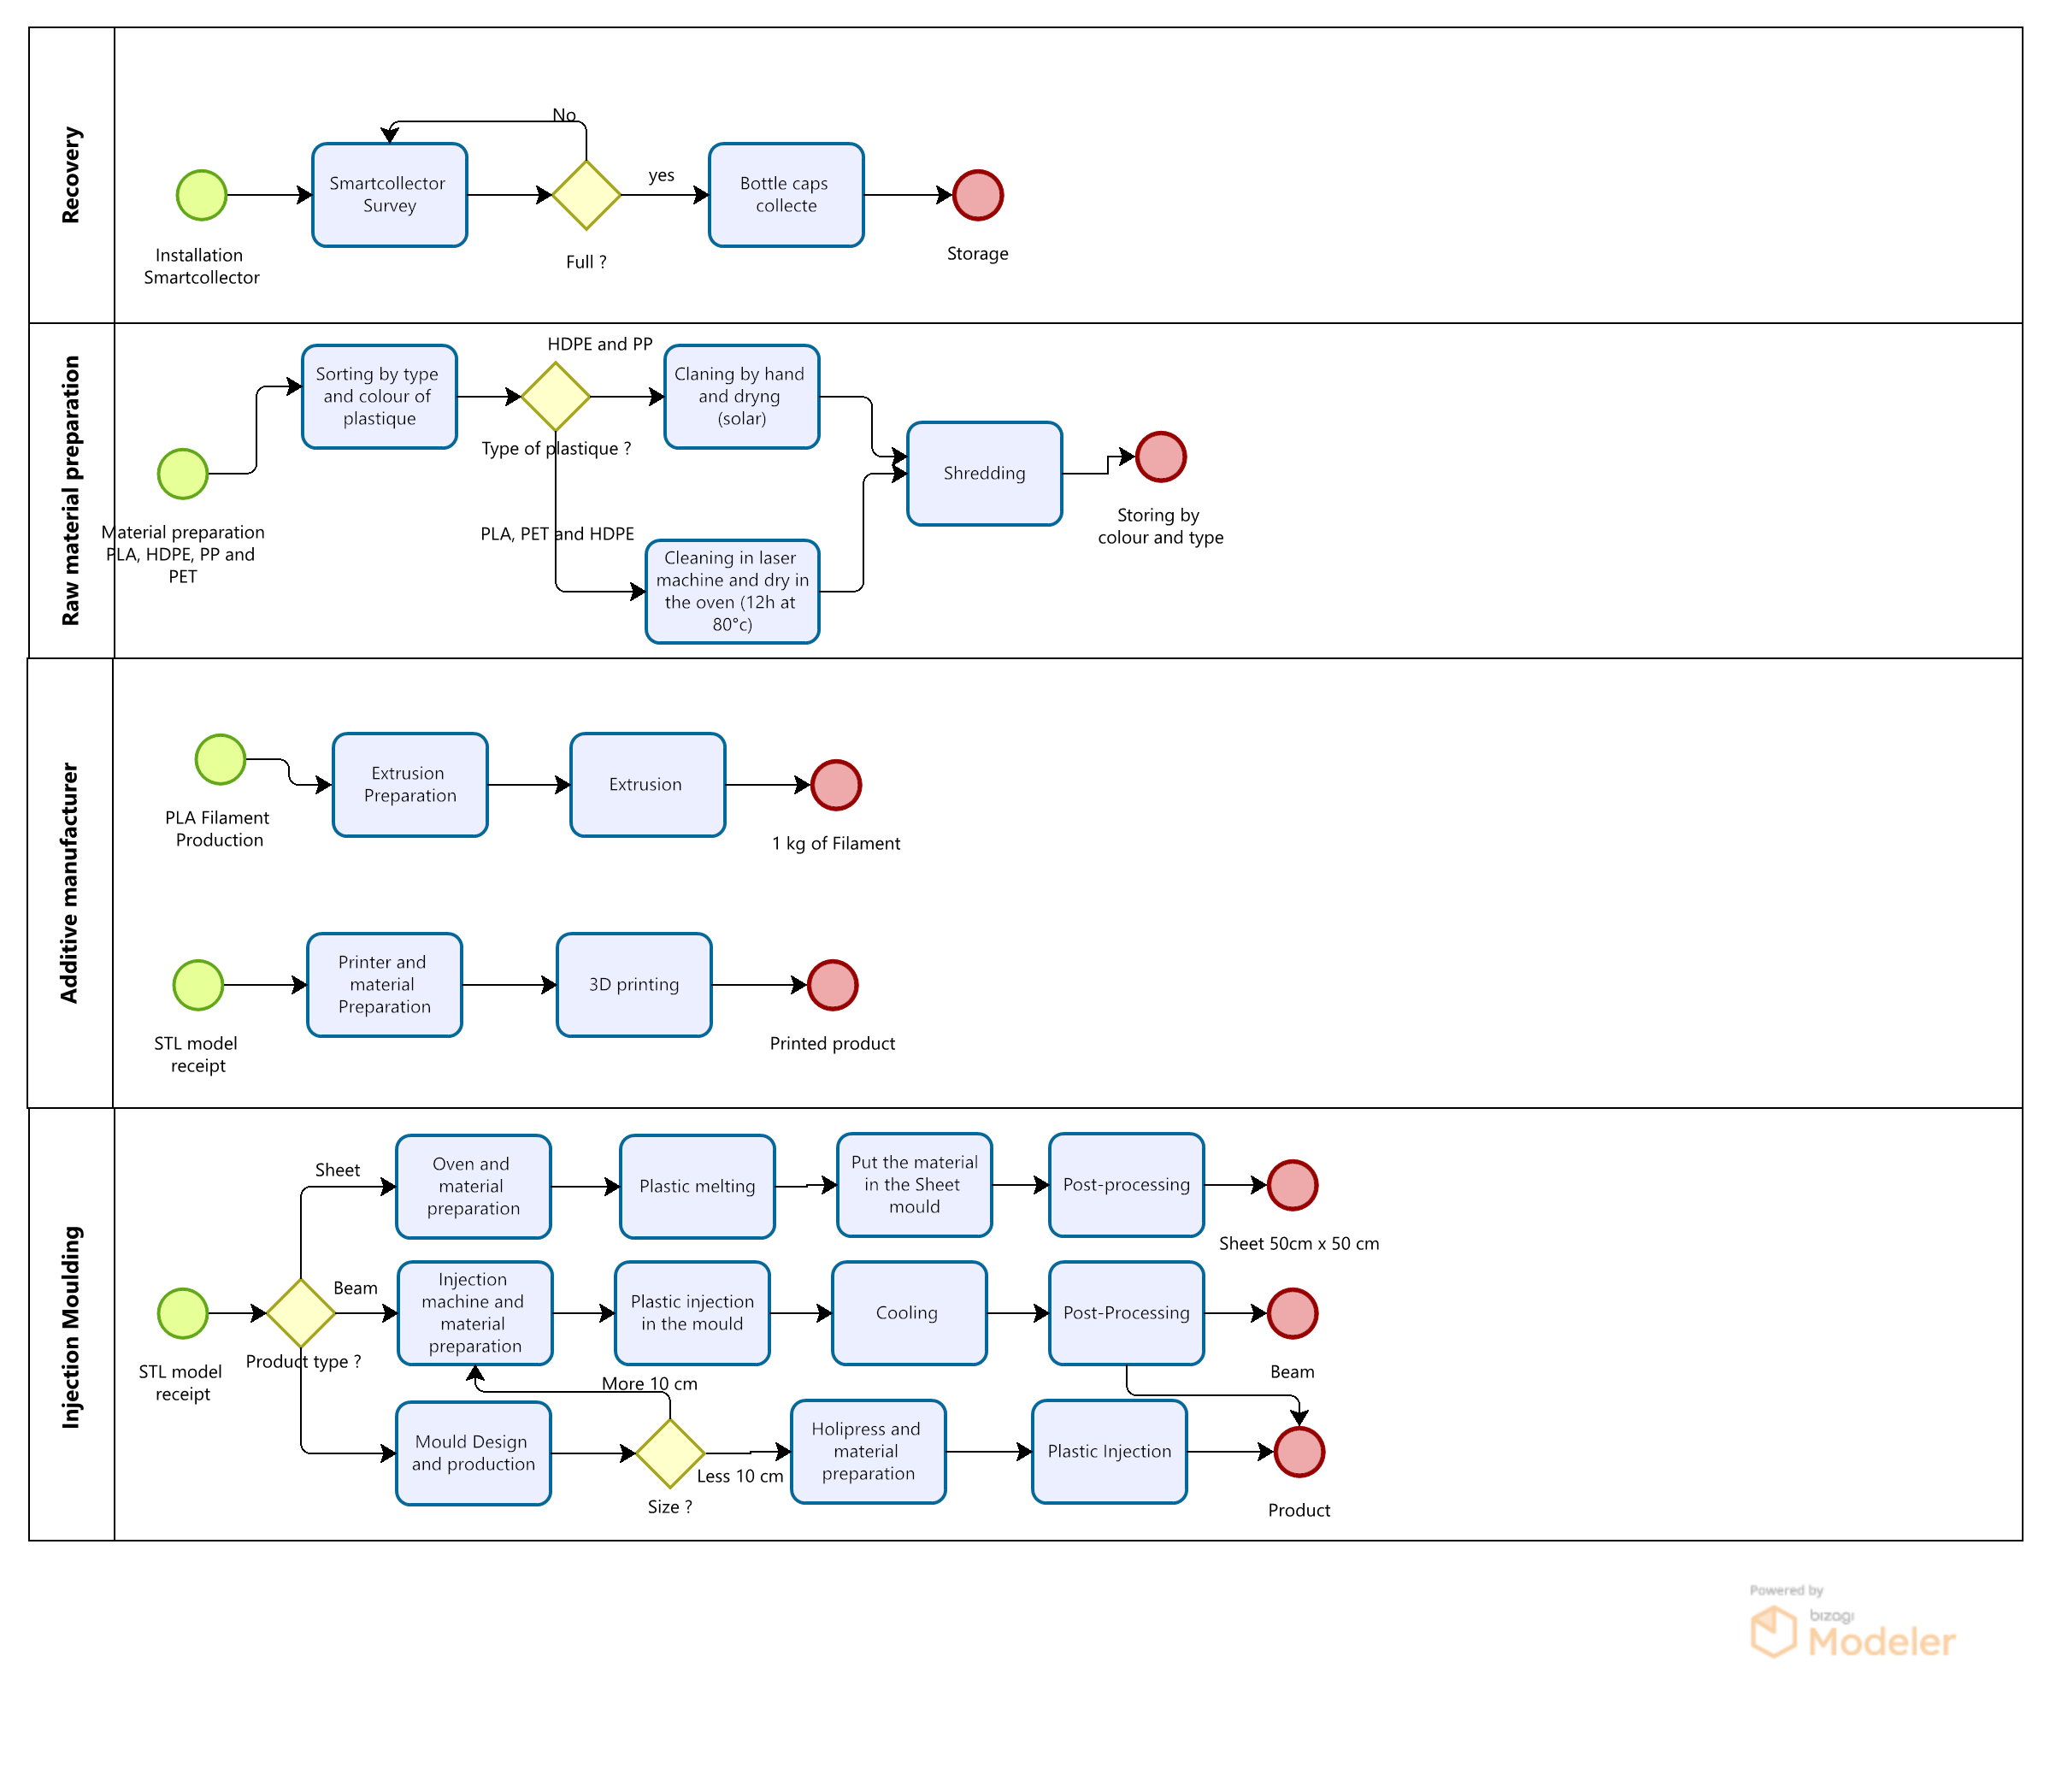 Recovery
No
Smartcollector
Survey
yes
Bottle caps
collecte
Installation
Smartcollector
Full ?
Storage
Raw material preparation
HDPE and PP
Sorting by type
and colour of
plastique
Claning by hand
and dryng
(solar)
Type of plastique ?
Shredding
Material preparation
PLA, HDPE, PP and
PET
PLA, PET and HDPE
Storing by
colour and type
Cleaning in laser
machine and dry in
the oven (12h at
80°c)
Additive manufacturer
Extrusion
Preparation
Extrusion
PLA Filament
Production
1 kg of Filament
Printer and
material
Preparation
3D printing
STL model
receipt
Printed product
Injection Moulding
Sheet
Oven and
material
preparation
Plastic melting
Put the material
in the Sheet
mould
Post-processing
Sheet 50cm x 50 cm
Beam
Injection
machine and
material
preparation
Plastic injection
in the mould
Cooling
Post-Processing
Product type ?
STL model
receipt
Beam
More 10 cm
Mould Design
and production
Less 10 cm
Size ?
Holipress and
material
preparation
Plastic Injection
Product
Powered by
bizagi
Modeler